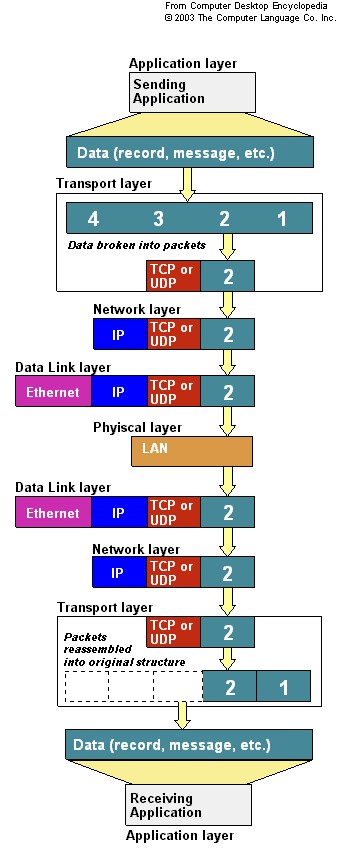 From Computer Desktop Encyclopedia
© 2003 The Computer Language Co. Inc.
Application layer
Sending
Application
Data (record, message, etc.)
Transport layer
4 3 2 1
Data broken into packets
TCP or
UDP
2
Network layer
IP
TCP or
UDP
2
Data Link layer
Ethernet
IP
TCP or
UDP
2
Phyiscal layer
LAN
Data Link layer
Ethernet
IP
TCP or
UDP
2
Network layer
IP
TCP or
UDP
2
Transport layer
Packets
reassembled
into original structure
TCP or
UDP
2
2 1
Data (record, message, etc.)
Receiving
Application
Application layer